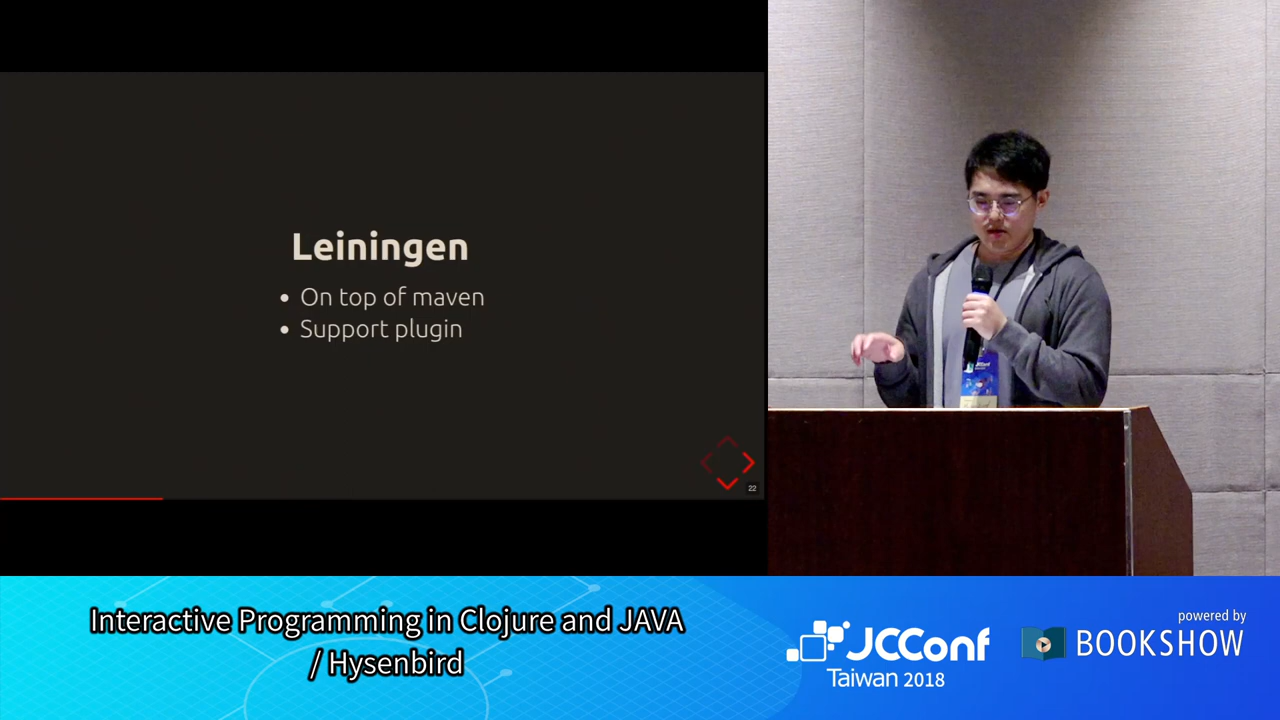 Leiningen
On top of maven
Support plugin
22
Interactive Programming in Clojure and JAVA
/ Hysenbird
JCConf
Taiwan 2018
powered by
BOOKSHOW